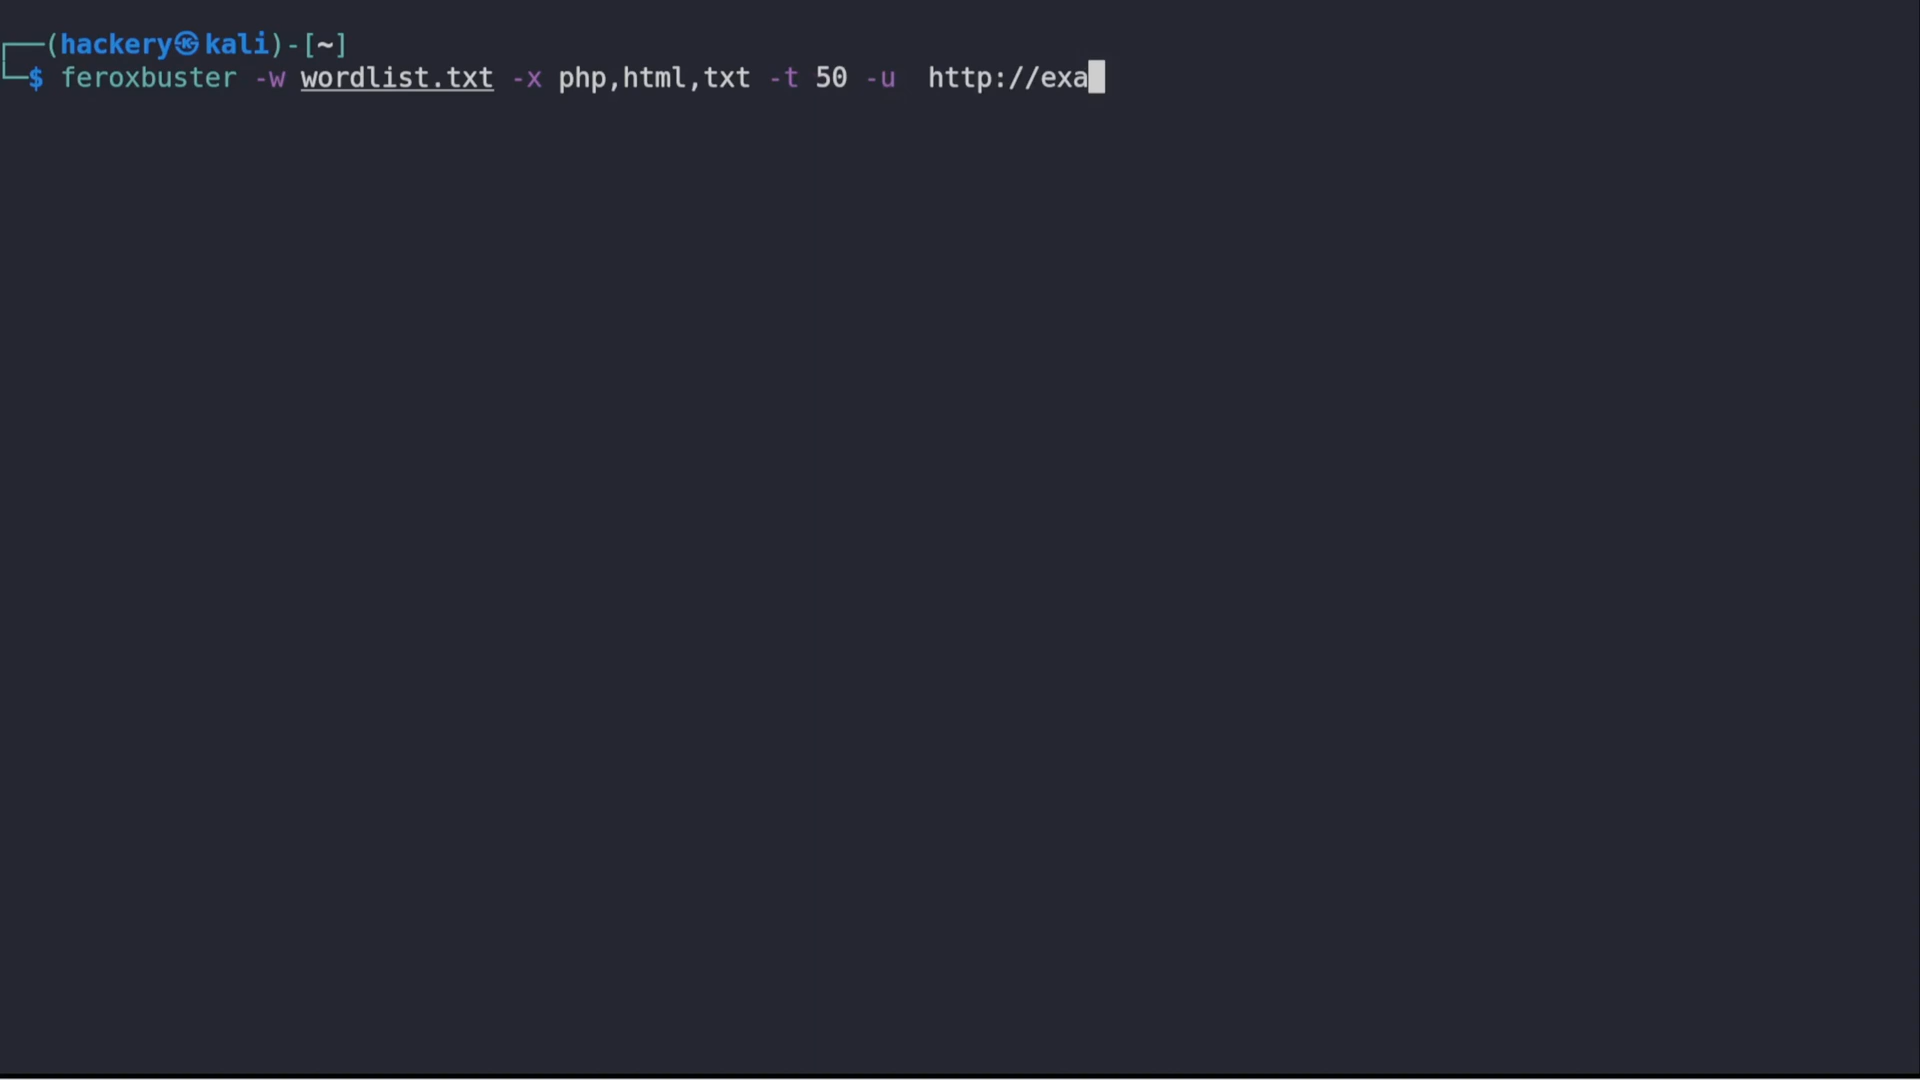 ┌──(hackery㉿kali)-[~]
└─$ feroxbuster -w wordlist.txt -x php,html,txt -t 50 -u  http://exa